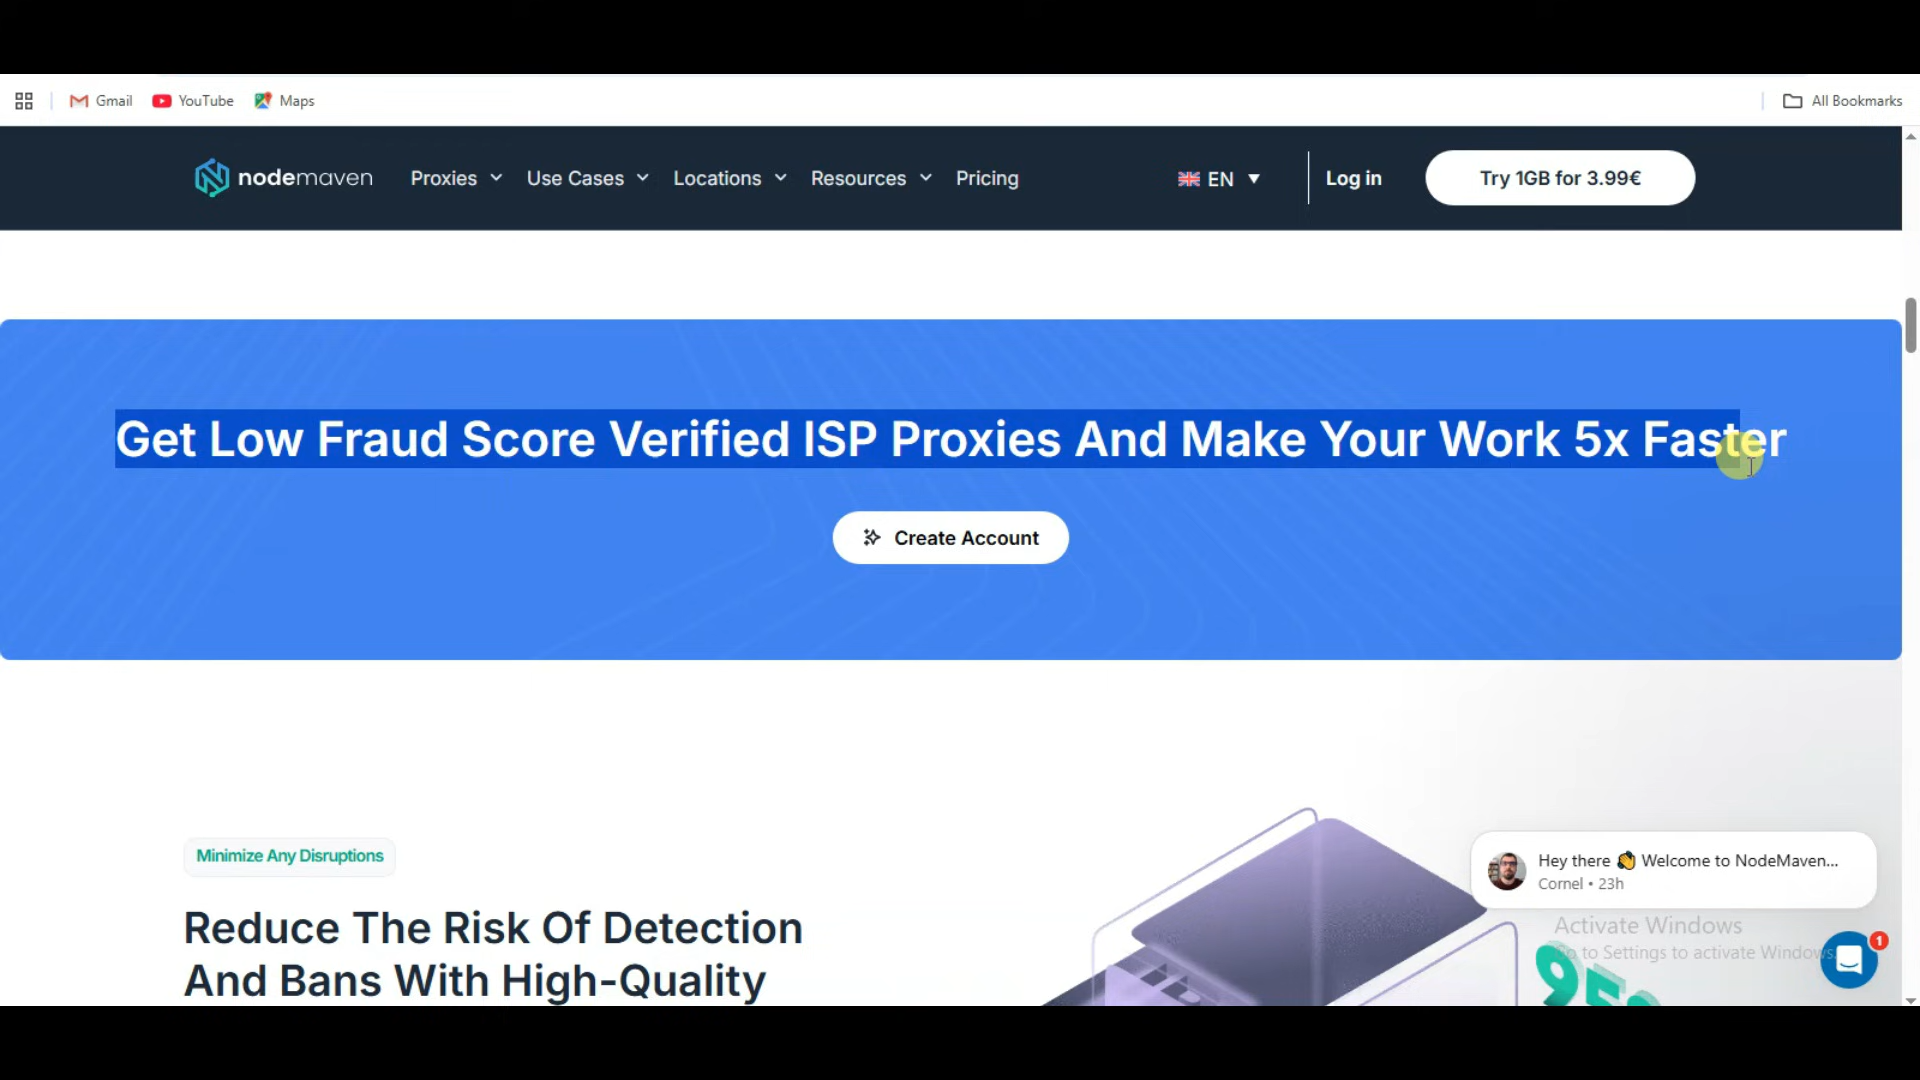 Gmail YouTube Maps All Bookmarks
nodemaven Proxies Use Cases Locations Resources Pricing EN Log in Try 1GB for 3.99€
Get Low Fraud Score Verified ISP Proxies And Make Your Work 5x Faster
Create Account
Minimize Any Disruptions
Reduce The Risk Of Detection
And Bans With High-Quality
Hey there 👋 Welcome to NodeMaven...
Cornel • 23h
Activate Windows
Go to Settings to activate Windows.
1